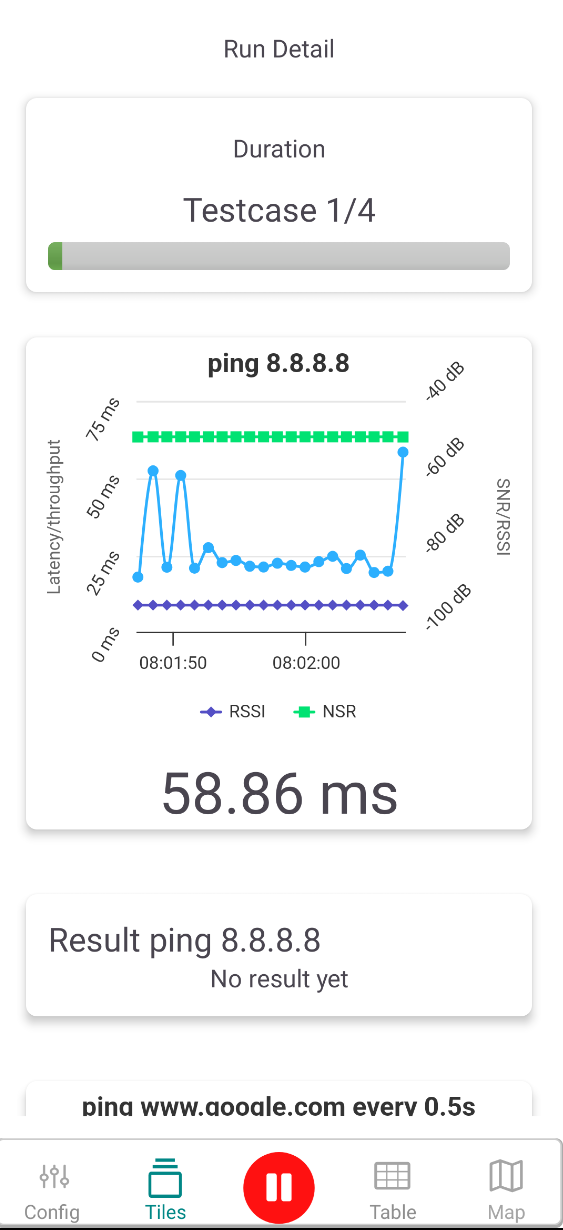 Run Detail
Duration
Testcase 1/4
ping 8.8.8.8
Latency/throughput
75 ms
50 ms
25 ms
0 ms
-40 dB
-60 dB
-80 dB
-100 dB
SNR/RSSI
08:01:50 08:02:00
RSSI NSR
58.86 ms
Result ping 8.8.8.8
No result yet
ping www.google.com every 0.5s
Config Tiles Table Map